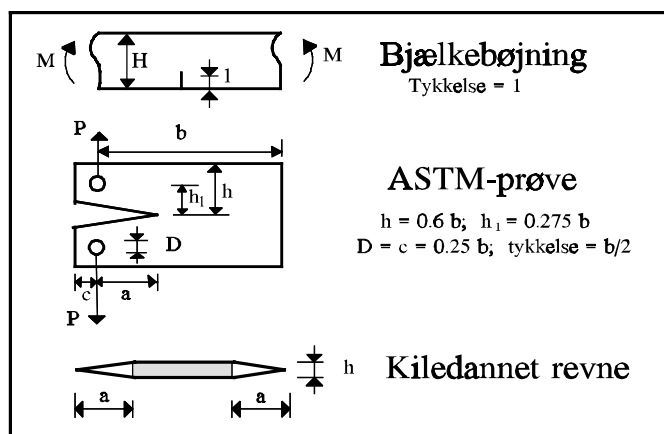 M H 1 M Bjælkebøjning
Tykkelse = 1
P b
h₁ h ASTM-prøve
h = 0.6 b; h₁ = 0.275 b
D D = c = 0.25 b; tykkelse = b/2
c a
P
h Kiledannet revne
a a